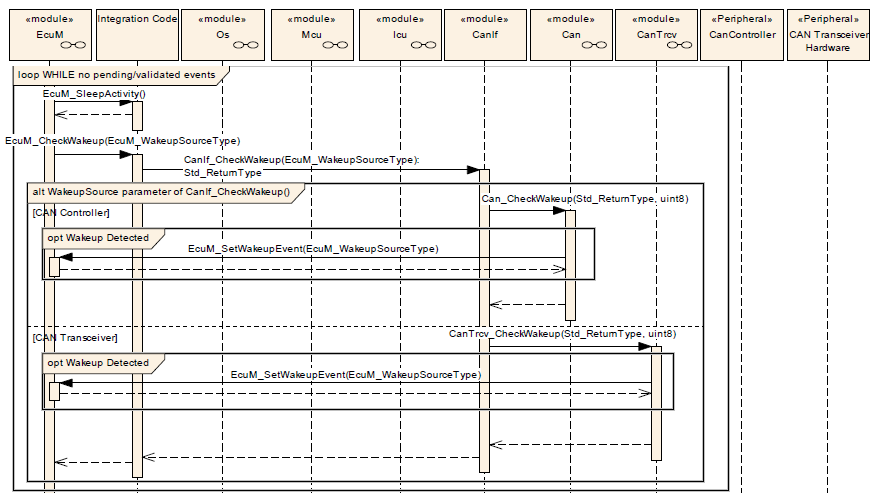 «module»
EcuM
Integration Code
«module»
Os
«module»
Mcu
«module»
Icu
«module»
CanIf
«module»
Can
«module»
CanTrcv
«Peripheral»
CanController
«Peripheral»
CAN Transceiver
Hardware
loop WHILE no pending/validated events
EcuM_SleepActivity()
EcuM_CheckWakeup(EcuM_WakeupSourceType)
CanIf_CheckWakeup(EcuM_WakeupSourceType):
Std_ReturnType
alt WakeupSource parameter of CanIf_CheckWakeup()
Can_CheckWakeup(Std_ReturnType, uint8)
[CAN Controller]
opt Wakeup Detected
EcuM_SetWakeupEvent(EcuM_WakeupSourceType)
CanTrcv_CheckWakeup(Std_ReturnType, uint8)
[CAN Transceiver]
opt Wakeup Detected
EcuM_SetWakeupEvent(EcuM_WakeupSourceType)